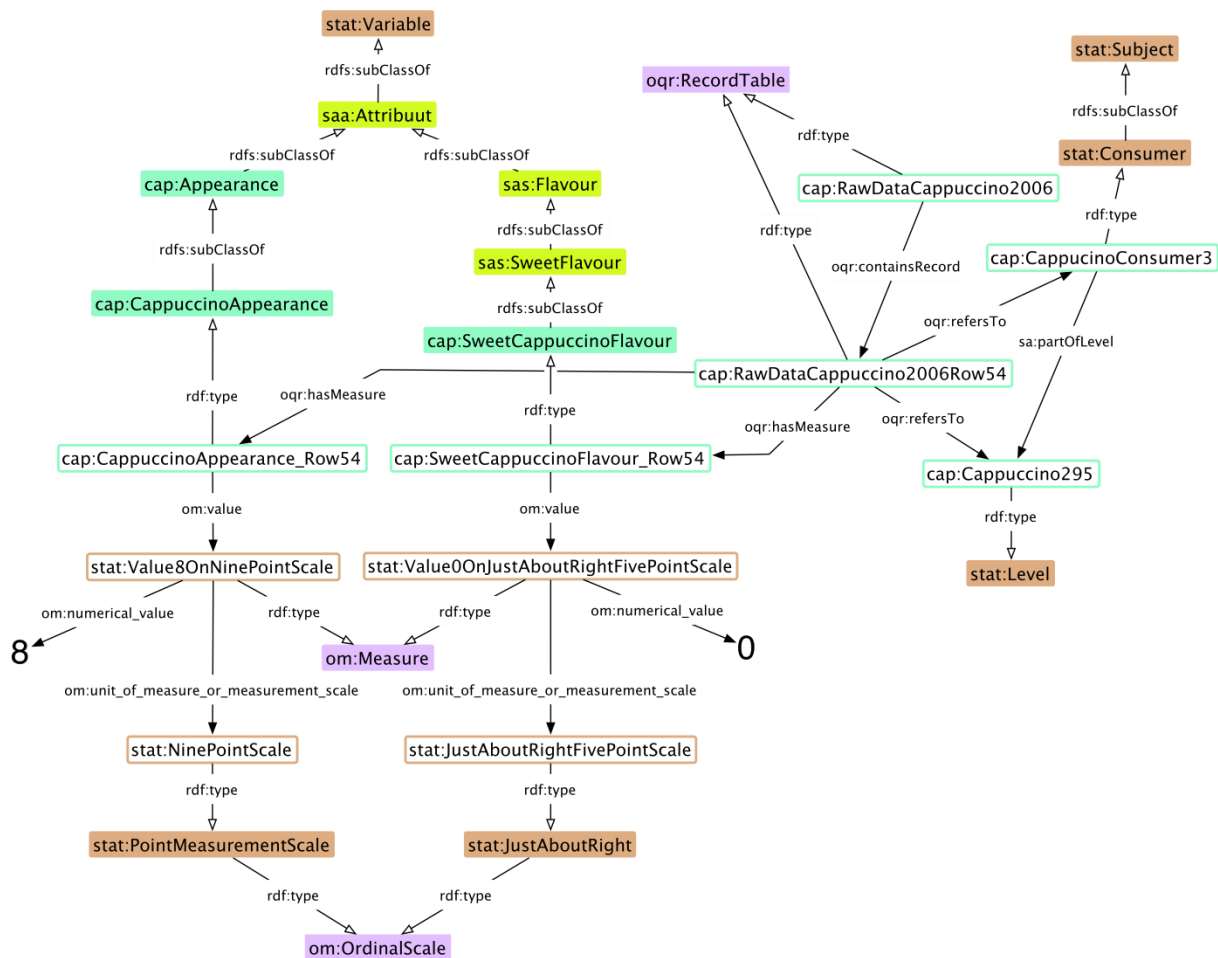 stat:Variable
stat:Subject
oqr:RecordTable
rdfs:subClassOf
saa:Attribuut
rdfs:subClassOf
rdf:type
rdfs:subClassOf
rdfs:subClassOf
stat:Consumer
cap:Appearance
sas:Flavour
cap:RawDataCappuccino2006
rdf:type
rdfs:subClassOf
rdf:type
rdfs:subClassOf
sas:SweetFlavour
oqr:containsRecord
cap:CappucinoConsumer3
cap:CappuccinoAppearance
rdfs:subClassOf
oqr:refersTo
cap:SweetCappuccinoFlavour
sa:partOfLevel
cap:RawDataCappuccino2006Row54
oqr:hasMeasure
rdf:type
rdf:type
oqr:hasMeasure
oqr:refersTo
cap:CappuccinoAppearance_Row54
cap:SweetCappuccinoFlavour_Row54
cap:Cappuccino295
om:value
om:value
rdf:type
stat:Value8OnNinePointScale
stat:Value0OnJustAboutRightFivePointScale
stat:Level
om:numerical_value
rdf:type
rdf:type
om:numerical_value
8
om:Measure
0
om:unit_of_measure_or_measurement_scale
om:unit_of_measure_or_measurement_scale
stat:NinePointScale
stat:JustAboutRightFivePointScale
rdf:type
rdf:type
stat:PointMeasurementScale
stat:JustAboutRight
rdf:type
rdf:type
om:OrdinalScale